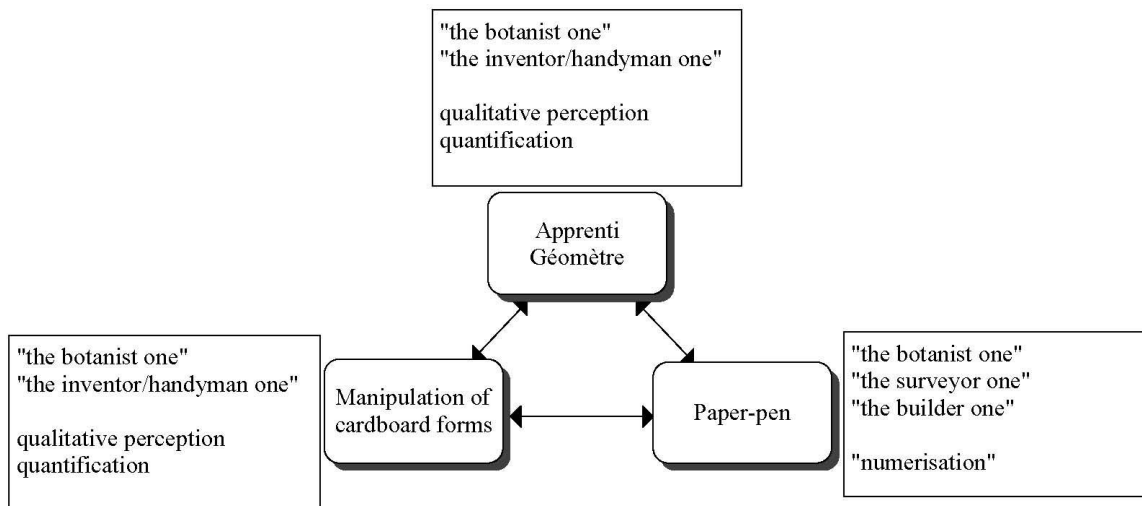 "the botanist one"
"the inventor/handyman one"
qualitative perception
quantification
Apprenti
Géomètre
"the botanist one"
"the inventor/handyman one"
qualitative perception
quantification
Manipulation of
cardboard forms
Paper-pen
"the botanist one"
"the surveyor one"
"the builder one"
"numerisation"